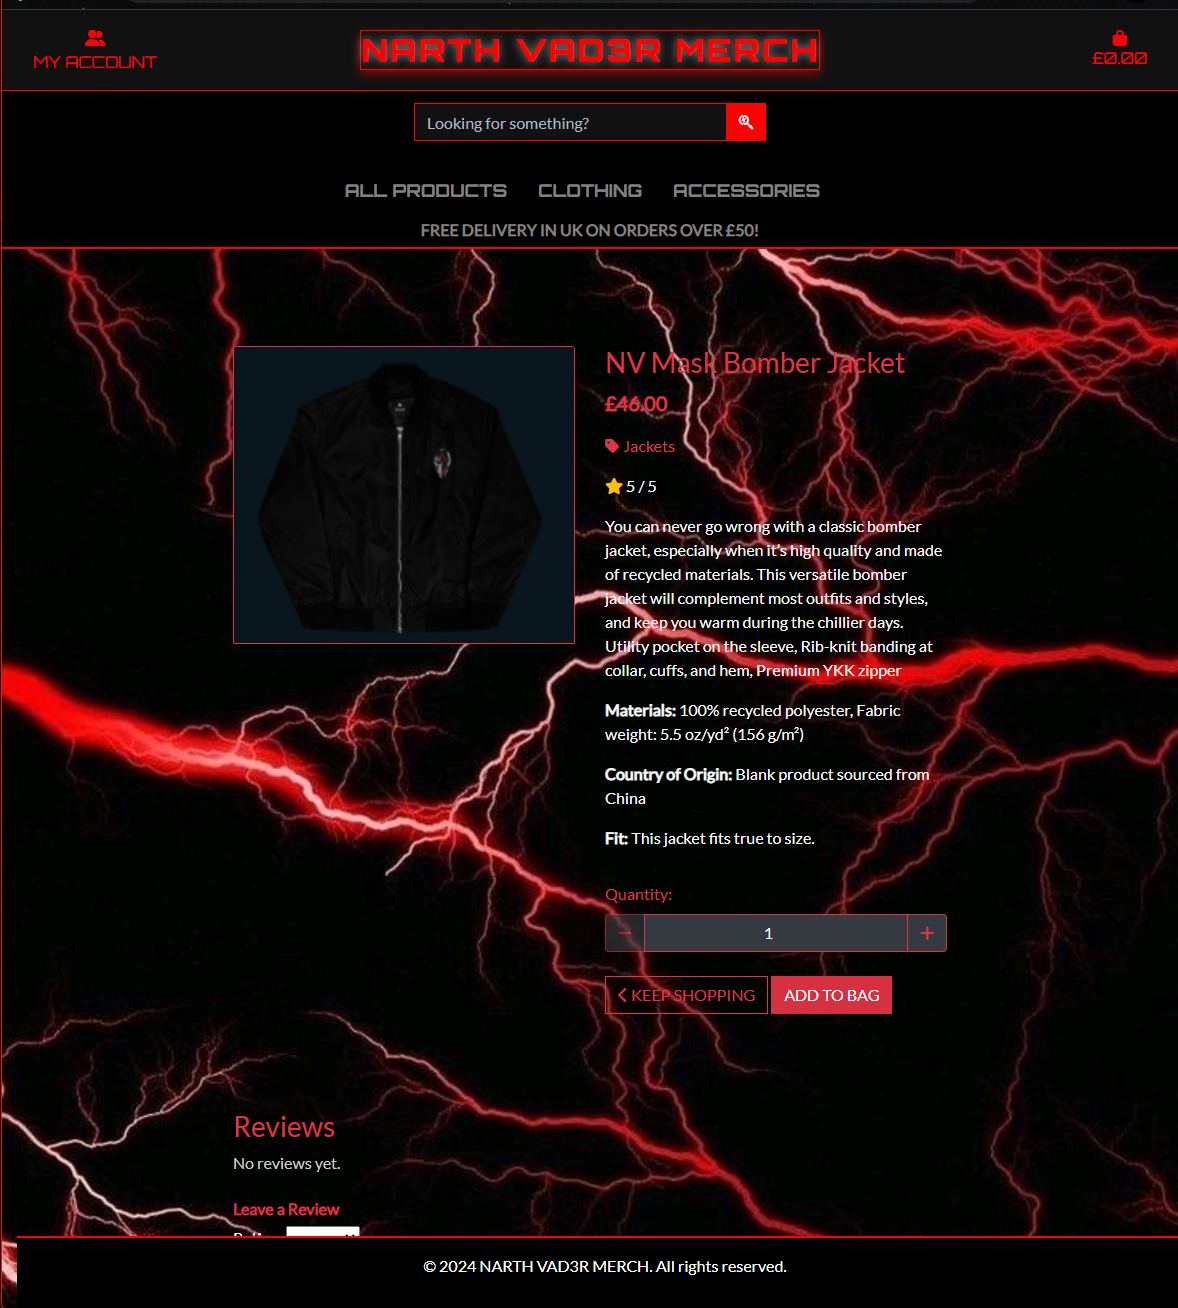 MY ACCOUNT
NARTH VAD3R MERCH
£0.00
Looking for something?
ALL PRODUCTS CLOTHING ACCESSORIES
FREE DELIVERY IN UK ON ORDERS OVER £50!
NV Mask Bomber Jacket
£46.00
Jackets
5 / 5
You can never go wrong with a classic bomber
jacket, especially when it's high quality and made
of recycled materials. This versatile bomber
jacket will complement most outfits and styles,
and keep you warm during the chillier days.
Utility pocket on the sleeve, Rib-knit banding at
collar, cuffs, and hem, Premium YKK zipper
Materials: 100% recycled polyester, Fabric
weight: 5.5 oz/yd² (156 g/m²)
Country of Origin: Blank product sourced from
China
Fit: This jacket fits true to size.
Quantity:
1
KEEP SHOPPING ADD TO BAG
Reviews
No reviews yet.
Leave a Review
© 2024 NARTH VAD3R MERCH. All rights reserved.